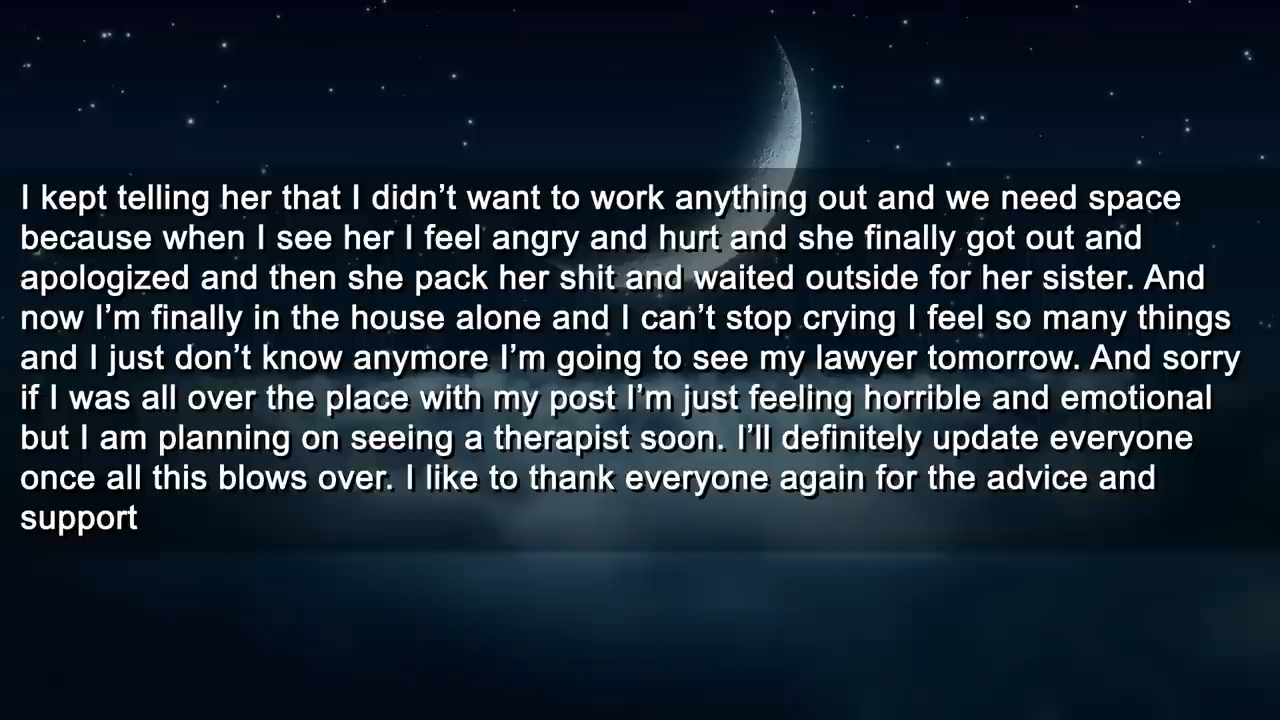 I kept telling her that I didn’t want to work anything out and we need space
because when I see her I feel angry and hurt and she finally got out and
apologized and then she pack her shit and waited outside for her sister. And
now I’m finally in the house alone and I can’t stop crying I feel so many things
and I just don’t know anymore I’m going to see my lawyer tomorrow. And sorry
if I was all over the place with my post I’m just feeling horrible and emotional
but I am planning on seeing a therapist soon. I’ll definitely update everyone
once all this blows over. I like to thank everyone again for the advice and
support